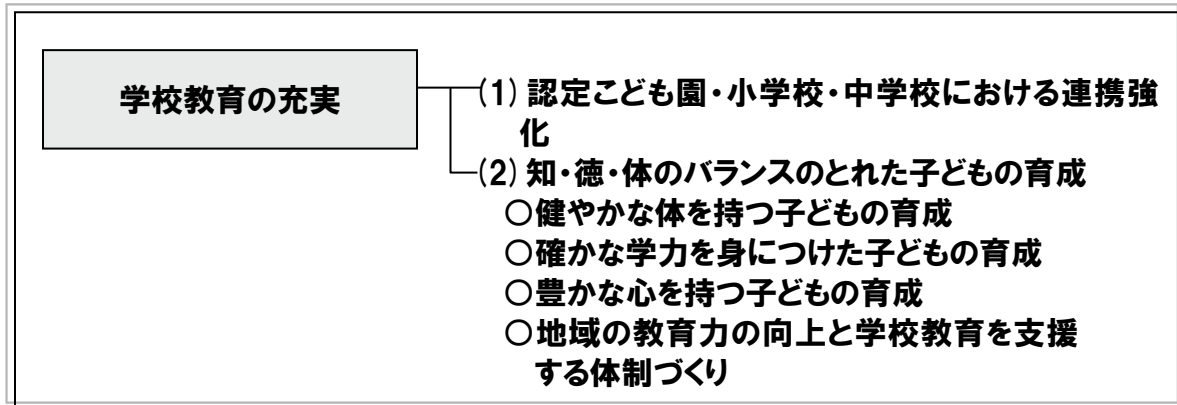 学校教育の充実
(1) 認定こども園・小学校・中学校における連携強
化
(2) 知・徳・体のバランスのとれた子どもの育成
○健やかな体を持つ子どもの育成
○確かな学力を身につけた子どもの育成
○豊かな心を持つ子どもの育成
○地域の教育力の向上と学校教育を支援
する体制づくり